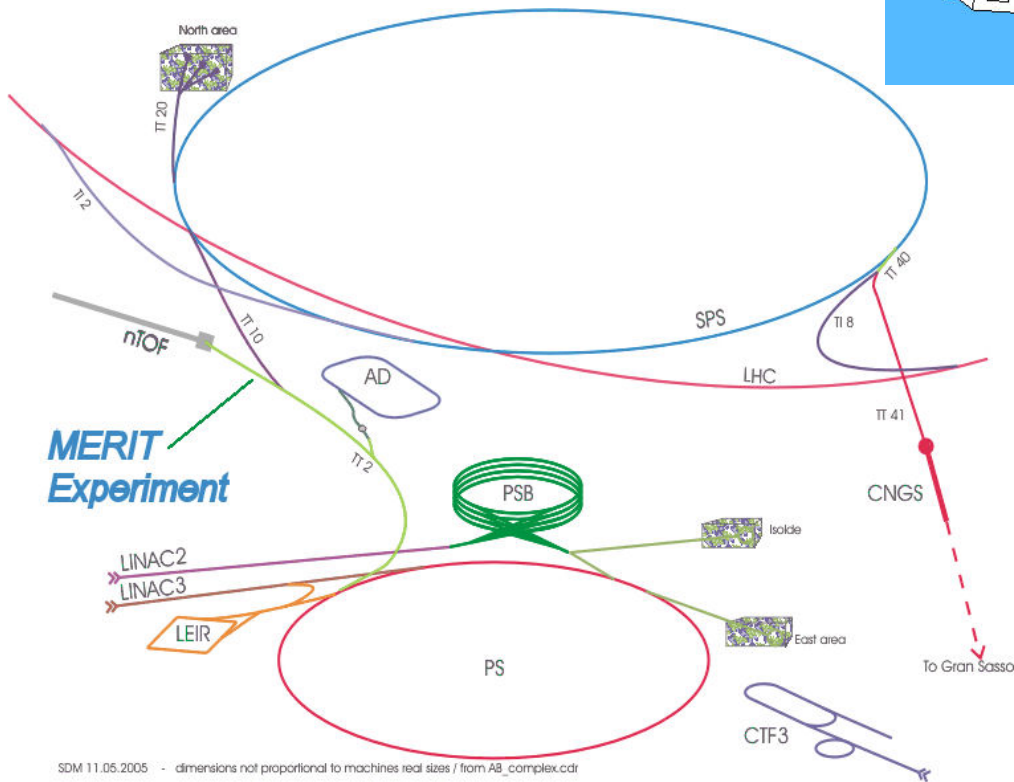 North area
TT 20
TI 2
TT 40
SPS
TI 8
TT 10
nTOF
LHC
AD
TT 41
MERIT
Experiment
TT 2
PSB
CNGS
Isolde
LINAC2
LINAC3
LEIR
East area
PS
To Gran Sasso
CTF3
SDM 11.05.2005 - dimensions not proportional to machines real sizes / from AB_complex.cdr